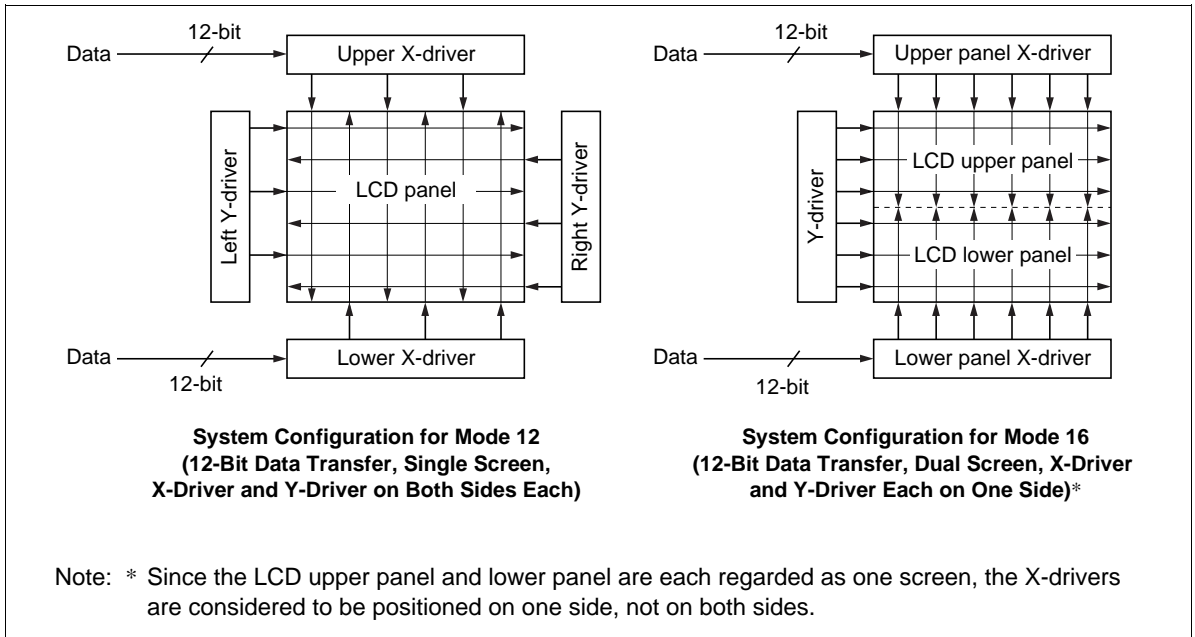 12-bit
Data
Upper X-driver
Left Y-driver
LCD panel
Right Y-driver
Data
Lower X-driver
12-bit
System Configuration for Mode 12
(12-Bit Data Transfer, Single Screen,
X-Driver and Y-Driver on Both Sides Each)
12-bit
Data
Upper panel X-driver
Y-driver
LCD upper panel
LCD lower panel
Data
Lower panel X-driver
12-bit
System Configuration for Mode 16
(12-Bit Data Transfer, Dual Screen, X-Driver
and Y-Driver Each on One Side)*
Note: * Since the LCD upper panel and lower panel are each regarded as one screen, the X-drivers
are considered to be positioned on one side, not on both sides.